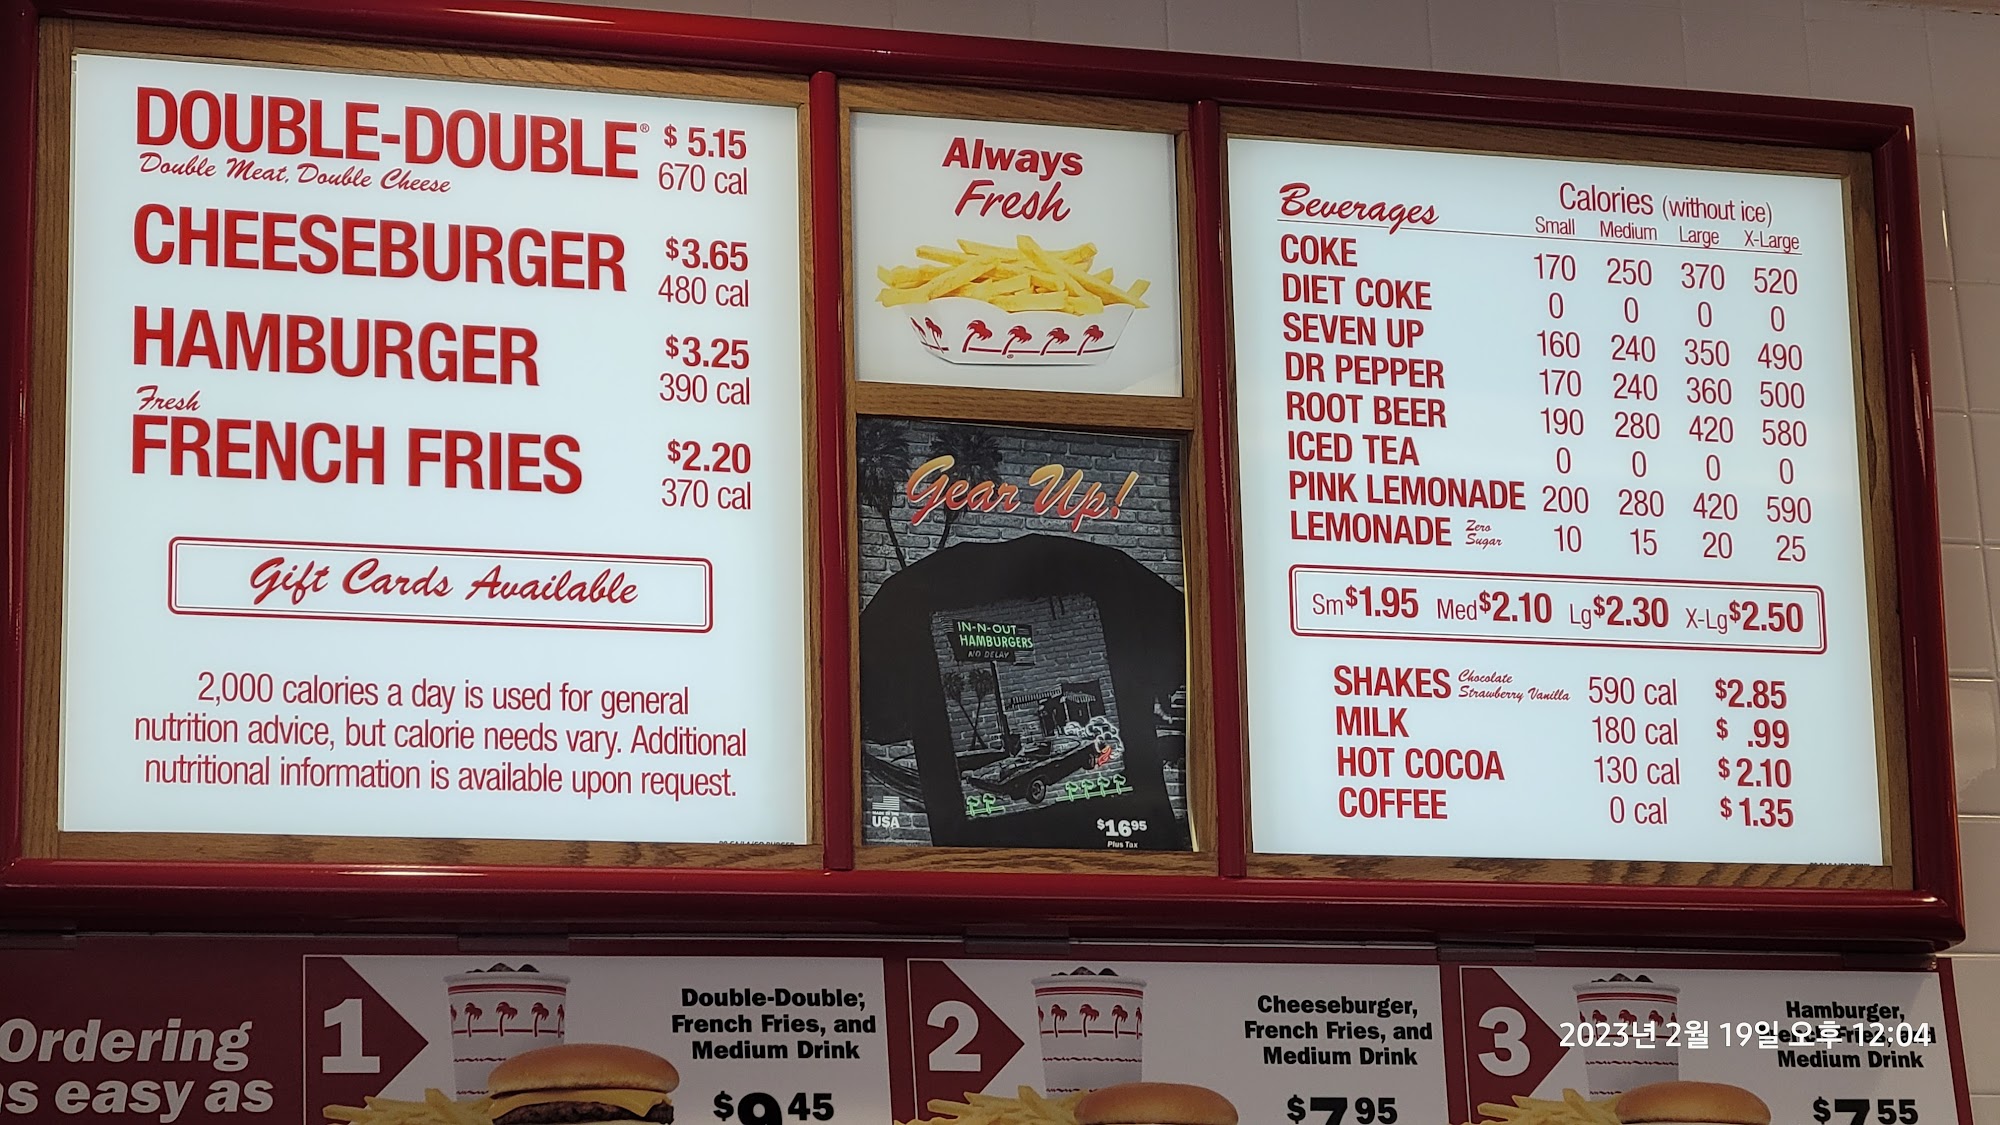 DOUBLE-DOUBLE® $5.15
Double Meat, Double Cheese 670 cal
CHEESEBURGER $3.65
480 cal
HAMBURGER $3.25
390 cal
Fresh
FRENCH FRIES $2.20
370 cal
Gift Cards Available
2,000 calories a day is used for general
nutrition advice, but calorie needs vary. Additional
nutritional information is available upon request.
Always
Fresh
Gear Up!
IN-N-OUT
HAMBURGERS
NO DELAY
MADE IN THE
USA
$16.95
Plus Tax
Beverages Calories (without ice)
Small Medium Large X-Large
COKE 170 250 370 520
DIET COKE 0 0 0 0
SEVEN UP 160 240 350 490
DR PEPPER 170 240 360 500
ROOT BEER 190 280 420 580
ICED TEA 0 0 0 0
PINK LEMONADE 200 280 420 590
LEMONADE Zero Sugar 10 15 20 25
Sm $1.95 Med $2.10 Lg $2.30 X-Lg $2.50
SHAKES Chocolate Strawberry Vanilla 590 cal $2.85
MILK 180 cal $.99
HOT COCOA 130 cal $2.10
COFFEE 0 cal $1.35
Ordering
as easy as
1
Double-Double,
French Fries, and
Medium Drink
$9.45
2
Cheeseburger,
French Fries, and
Medium Drink
$7.95
3
Hamburger,
French Fries, and
Medium Drink
$7.55
2023년 2월 19일 오후 12:04